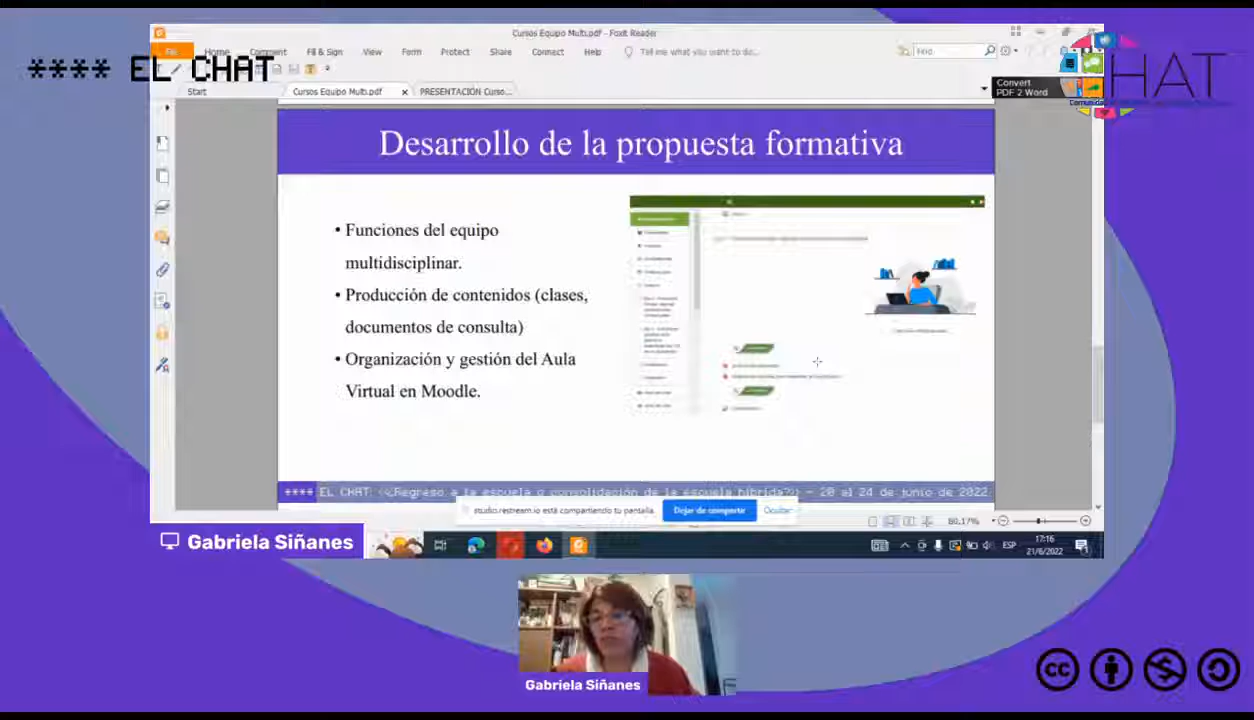 Cursos Equipo Multi.pdf - Foxit Reader
File Home Comment Fill & Sign View Form Protect Share Connect Help Tell me what you want to do... Find
**** EL CHAT
HAT
Start Cursos Equipo Multi.pdf × PRESENTACIÓN Curso...
Convert
PDF 2 Word
Desarrollo de la propuesta formativa
• Funciones del equipo
multidisciplinar.
• Producción de contenidos (clases,
documentos de consulta)
• Organización y gestión del Aula
Virtual en Moodle.
**** EL CHAT: «¿Regreso a la escuela o consolidación de la escuela híbrida?» - 20 al 24 de junio de 2022
studio.restream.io está compartiendo tu pantalla. Dejar de compartir Ocultar
80.17%
Gabriela Siñanes
ESP
17:16
21/6/2022
Gabriela Siñanes
cc